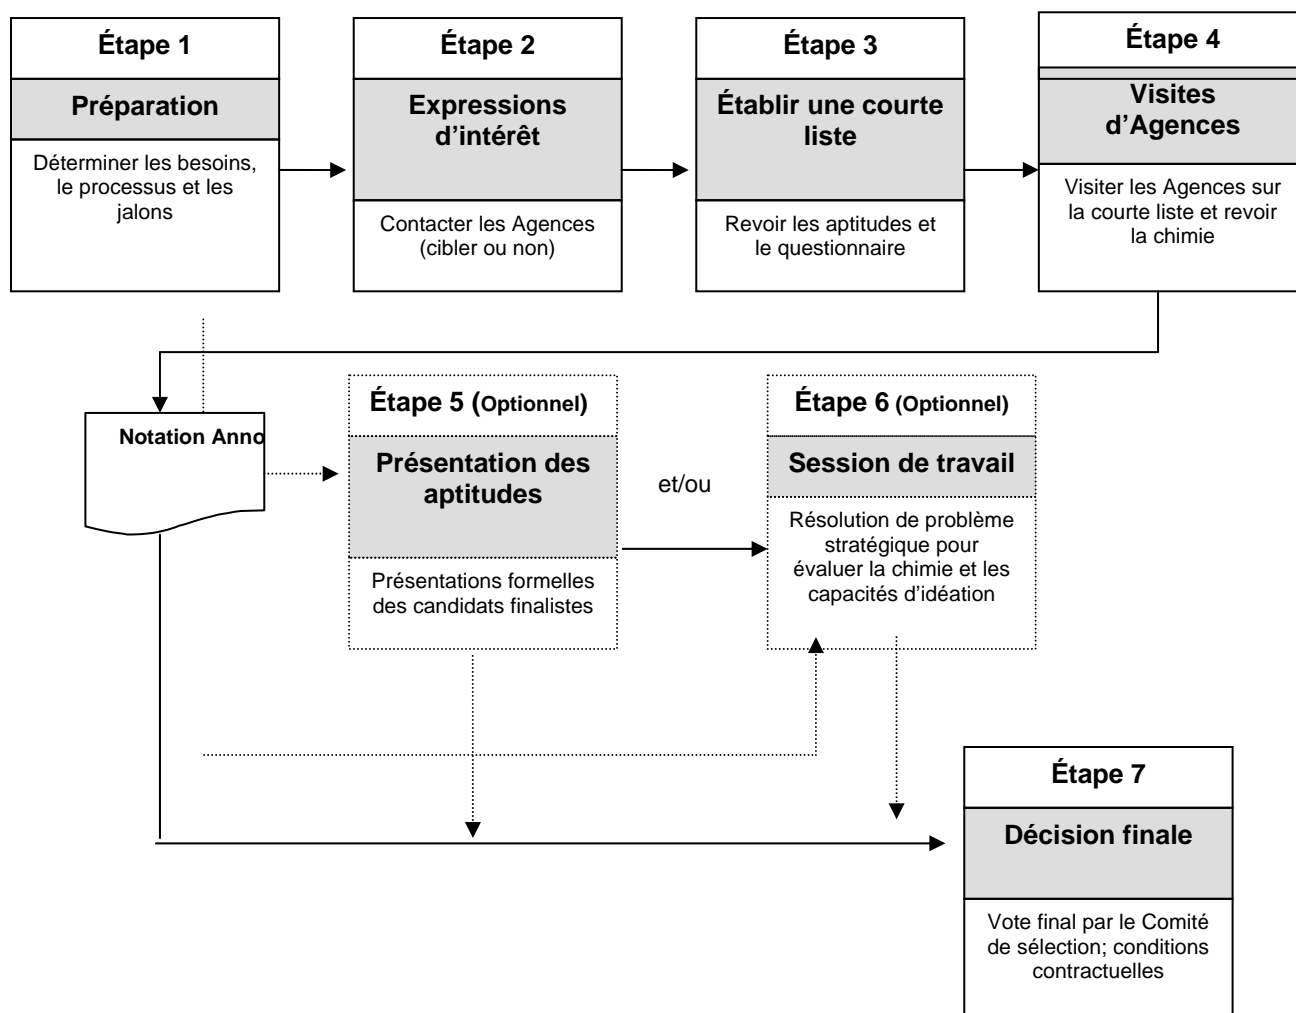 Étape 1
Préparation
Déterminer les besoins,
le processus et les
jalons
Étape 2
Expressions
d’intérêt
Contacter les Agences
(cibler ou non)
Étape 3
Établir une courte
liste
Revoir les aptitudes et
le questionnaire
Étape 4
Visites
d’Agences
Visiter les Agences sur
la courte liste et revoir
la chimie
Notation Anno
Étape 5 (Optionnel)
Présentation des
aptitudes
Présentations formelles
des candidats finalistes
et/ou
Étape 6 (Optionnel)
Session de travail
Résolution de problème
stratégique pour
évaluer la chimie et les
capacités d’idéation
Étape 7
Décision finale
Vote final par le Comité
de sélection; conditions
contractuelles